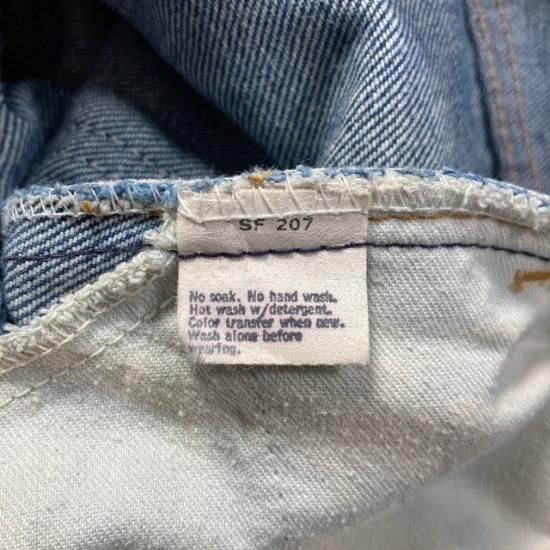 SF 207
No soak. No hand wash.
Hot wash w/detergent.
Color transfer when new.
Wash alone before
wearing.